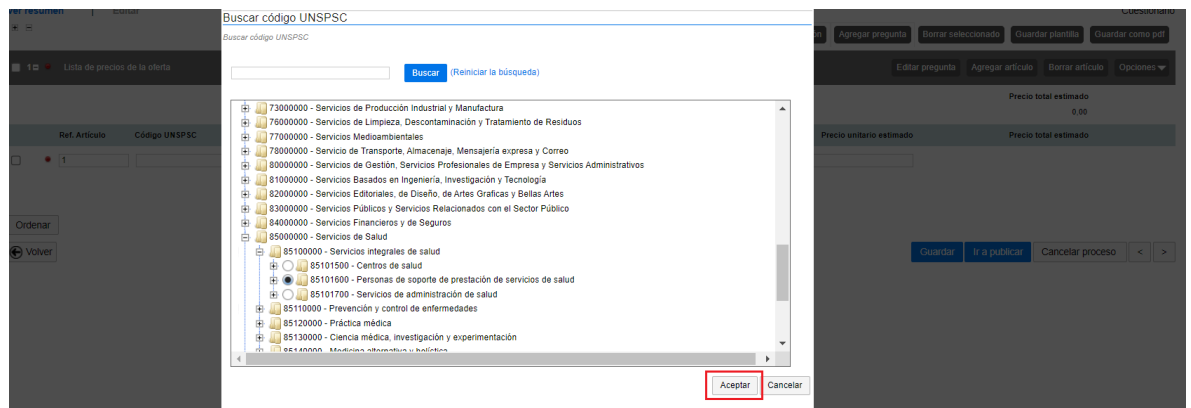 Ver resumen | Editar
Cuestionario
Agregar pregunta Borrar seleccionado Guardar plantilla Guardar como pdf
1 Lista de precios de la oferta
Editar pregunta Agregar artículo Borrar artículo Opciones
Precio total estimado
0,00
Ref. Artículo Código UNSPSC Precio unitario estimado Precio total estimado
1
Ordenar
Volver
Guardar Ir a publicar Cancelar proceso < >
Buscar código UNSPSC
Buscar código UNSPSC
Buscar (Reiniciar la búsqueda)
73000000 - Servicios de Producción Industrial y Manufactura
76000000 - Servicios de Limpieza, Descontaminación y Tratamiento de Residuos
77000000 - Servicios Medioambientales
78000000 - Servicio de Transporte, Almacenaje, Mensajería expresa y Correo
80000000 - Servicios de Gestión, Servicios Profesionales de Empresa y Servicios Administrativos
81000000 - Servicios Basados en Ingeniería, Investigación y Tecnología
82000000 - Servicios Editoriales, de Diseño, de Artes Graficas y Bellas Artes
83000000 - Servicios Públicos y Servicios Relacionados con el Sector Público
84000000 - Servicios Financieros y de Seguros
85000000 - Servicios de Salud
85100000 - Servicios integrales de salud
85101500 - Centros de salud
85101600 - Personas de soporte de prestación de servicios de salud
85101700 - Servicios de administración de salud
85110000 - Prevención y control de enfermedades
85120000 - Práctica médica
85130000 - Ciencia médica, investigación y experimentación
85140000 - Medicina alternativa y holística
Aceptar Cancelar